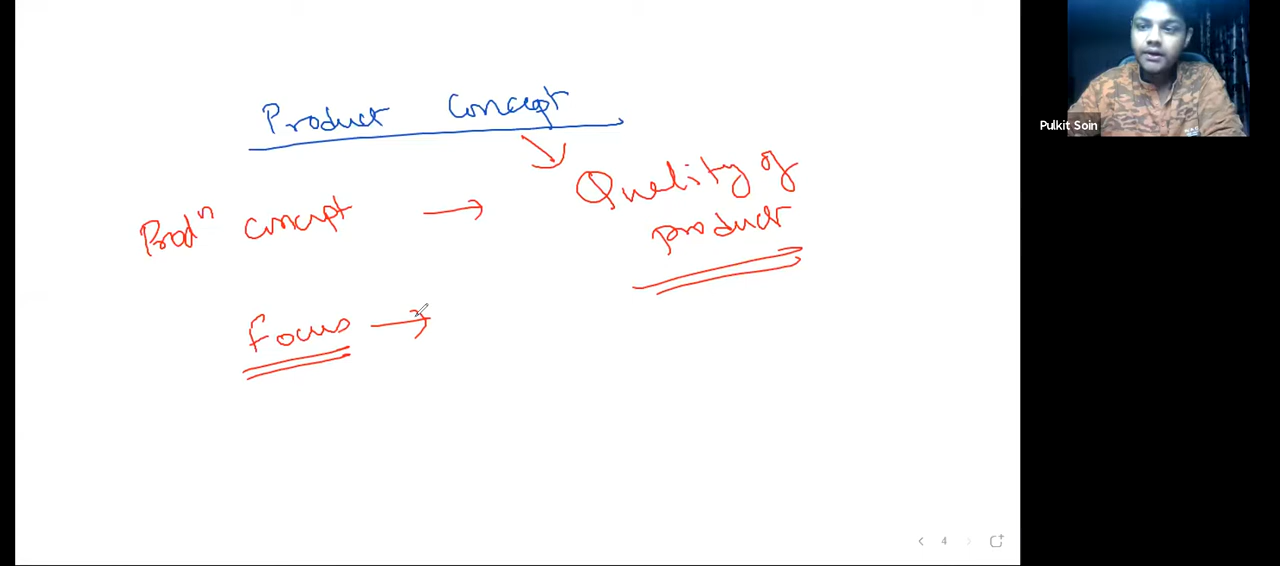 Product Concept
Prodⁿ concept → Quality of
product
Focus →
Pulkit Soin
4